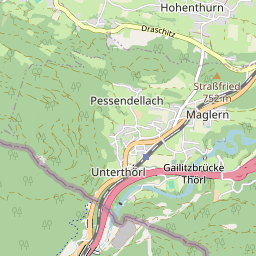 Hohenthurn
Draschitz
Straßfried
752 m
Pessendellach
Maglern
Unterthörl
Gailitzbrücke
Thörl